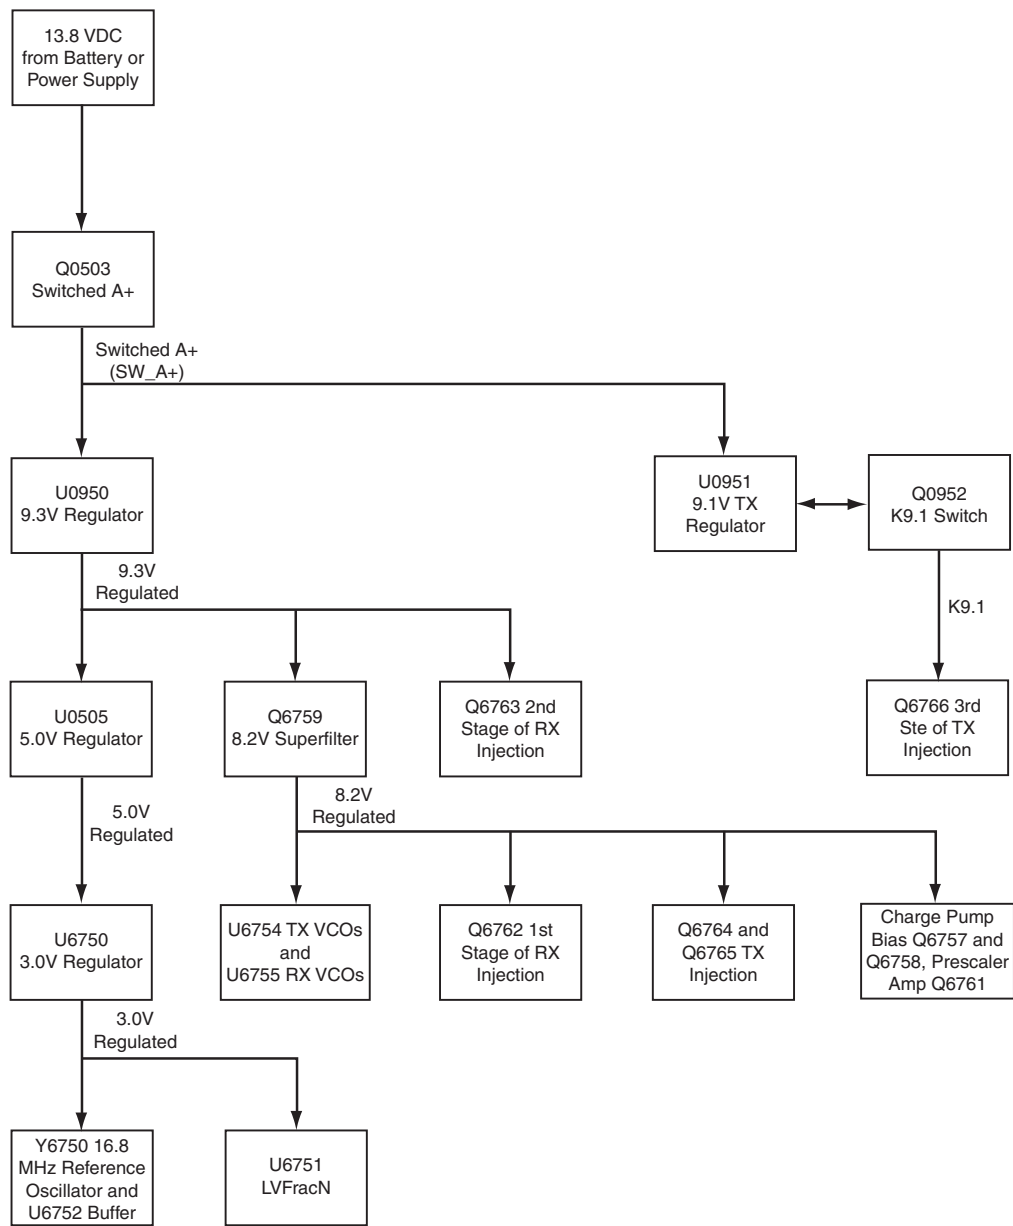 13.8 VDC
from Battery or
Power Supply
Q0503
Switched A+
Switched A+
(SW_A+)
U0950
9.3V Regulator
U0951
9.1V TX
Regulator
Q0952
K9.1 Switch
9.3V
Regulated
K9.1
U0505
5.0V Regulator
Q6759
8.2V Superfilter
Q6763 2nd
Stage of RX
Injection
Q6766 3rd
Ste of TX
Injection
5.0V
Regulated
8.2V
Regulated
U6750
3.0V Regulator
U6754 TX VCOs
and
U6755 RX VCOs
Q6762 1st
Stage of RX
Injection
Q6764 and
Q6765 TX
Injection
Charge Pump
Bias Q6757 and
Q6758, Prescaler
Amp Q6761
3.0V
Regulated
Y6750 16.8
MHz Reference
Oscillator and
U6752 Buffer
U6751
LVFracN